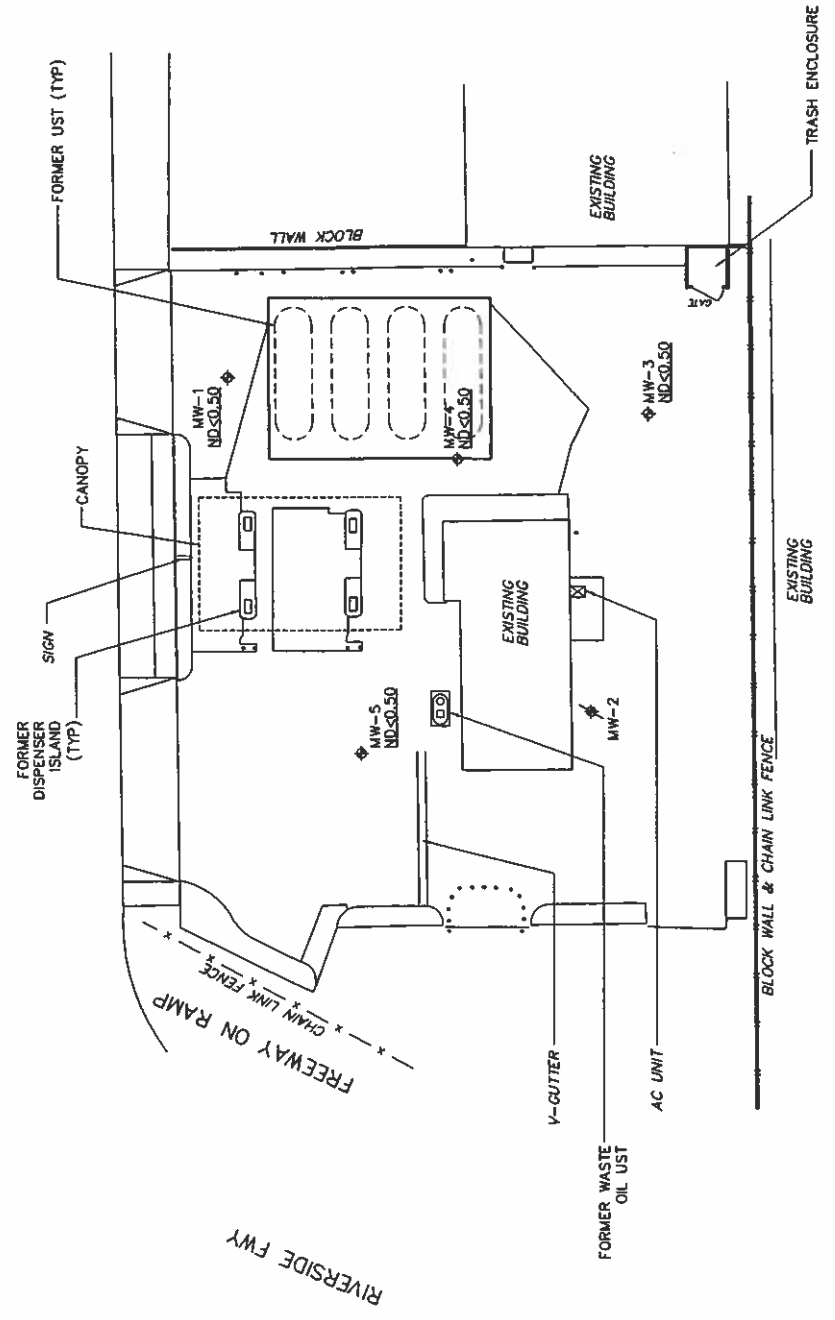 FORMER UST (TYP)
TRASH ENCLOSURE
BLOCK WALL
EXISTING
BUILDING
GATE
CANOPY
SIGN
MW-1
ND<0.50
MW-4
ND<0.50
MW-3
ND<0.50
FORMER
DISPENSER
ISLAND
(TYP)
EXISTING
BUILDING
EXISTING
BUILDING
MW-5
ND<0.50
MW-2
BLOCK WALL & CHAIN LINK FENCE
CHAIN LINK FENCE
FREEWAY ON RAMP
V-GUTTER
AC UNIT
FORMER WASTE
OIL UST
RIVERSIDE FWY